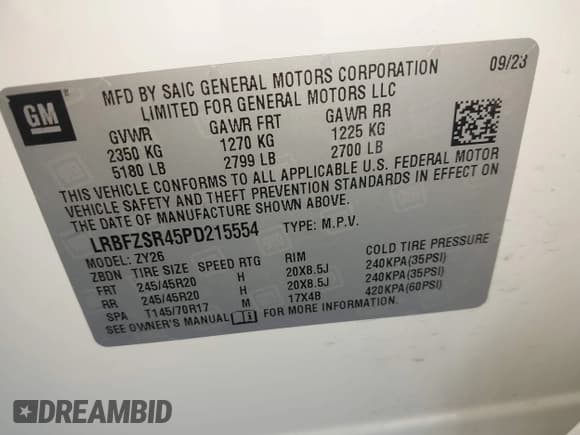 GM
MFD BY SAIC GENERAL MOTORS CORPORATION 09/23
LIMITED FOR GENERAL MOTORS LLC
GVWR GAWR FRT GAWR RR
2350 KG 1270 KG 1225 KG
5180 LB 2799 LB 2700 LB
THIS VEHICLE CONFORMS TO ALL APPLICABLE U.S. FEDERAL MOTOR
VEHICLE SAFETY AND THEFT PREVENTION STANDARDS IN EFFECT ON
THE DATE OF MANUFACTURE SHOWN ABOVE.
LRBFZSR45PD215554 TYPE: M.P.V.
MODEL: ZY26
ZBDN TIRE SIZE SPEED RTG RIM COLD TIRE PRESSURE
FRT 245/45R20 H 20X8.5J 240KPA(35PSI)
RR 245/45R20 H 20X8.5J 240KPA(35PSI)
SPA T145/70R17 M 17X4B 420KPA(60PSI)
SEE OWNER'S MANUAL FOR MORE INFORMATION.
DREAMBID